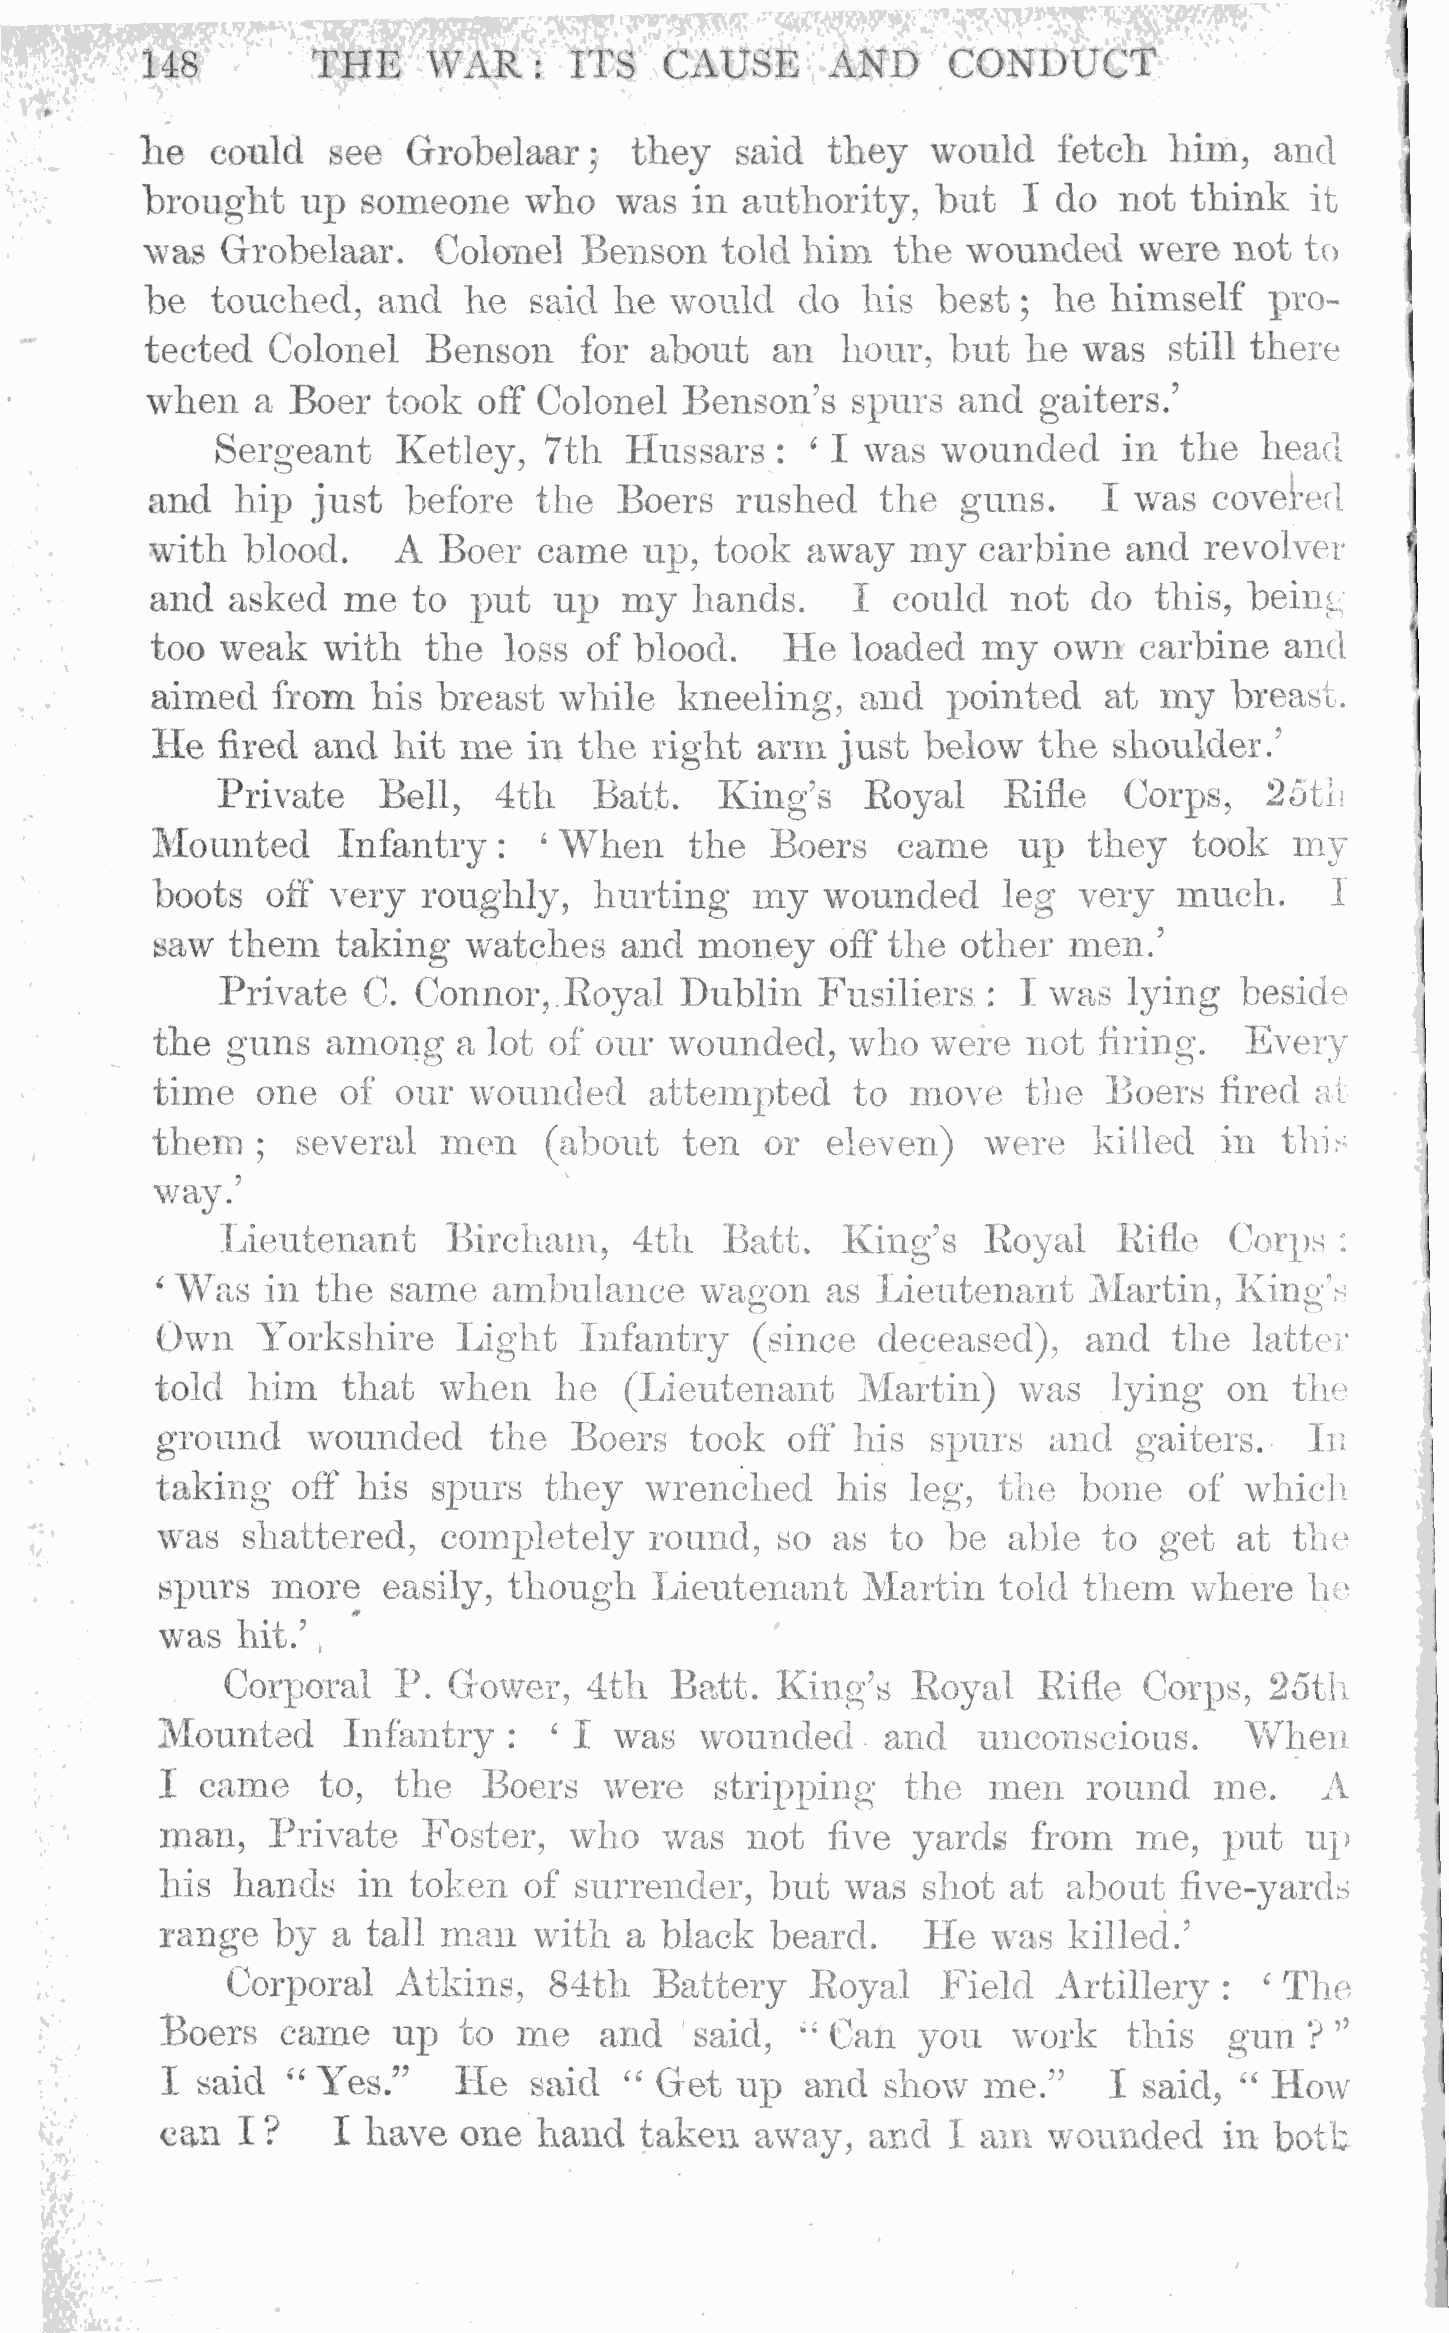 148 THE WAR: ITS CAUSE AND CONDUCT
he could see Grobelaar; they said they would fetch him, and
brought up someone who was in authority, but I do not think it
was Grobelaar. Colonel Benson told him the wounded were not to
be touched, and he said he would do his best; he himself pro-
tected Colonel Benson for about an hour, but he was still there
when a Boer took off Colonel Benson's spurs and gaiters.'
Sergeant Ketley, 7th Hussars: 'I was wounded in the head
and hip just before the Boers rushed the guns. I was covered
with blood. A Boer came up, took away my carbine and revolver
and asked me to put up my hands. I could not do this, being
too weak with the loss of blood. He loaded my own carbine and
aimed from his breast while kneeling, and pointed at my breast.
He fired and hit me in the right arm just below the shoulder.'
Private Bell, 4th Batt. King's Royal Rifle Corps, 25th
Mounted Infantry: 'When the Boers came up they took my
boots off very roughly, hurting my wounded leg very much. I
saw them taking watches and money off the other men.'
Private C. Connor, Royal Dublin Fusiliers: I was lying beside
the guns among a lot of our wounded, who were not firing. Every
time one of our wounded attempted to move the Boers fired at
them; several men (about ten or eleven) were killed in this
way.'
Lieutenant Bircham, 4th Batt. King's Royal Rifle Corps:
'Was in the same ambulance wagon as Lieutenant Martin, King's
Own Yorkshire Light Infantry (since deceased), and the latter
told him that when he (Lieutenant Martin) was lying on the
ground wounded the Boers took off his spurs and gaiters. In
taking off his spurs they wrenched his leg, the bone of which
was shattered, completely round, so as to be able to get at the
spurs more easily, though Lieutenant Martin told them where he
was hit.'
Corporal P. Gower, 4th Batt. King's Royal Rifle Corps, 25th
Mounted Infantry: 'I was wounded and unconscious. When
I came to, the Boers were stripping the men round me. A
man, Private Foster, who was not five yards from me, put up
his hands in token of surrender, but was shot at about five-yards
range by a tall man with a black beard. He was killed.'
Corporal Atkins, 84th Battery Royal Field Artillery: 'The
Boers came up to me and said, "Can you work this gun?"
I said "Yes." He said "Get up and show me." I said, "How
can I? I have one hand taken away, and I am wounded in both